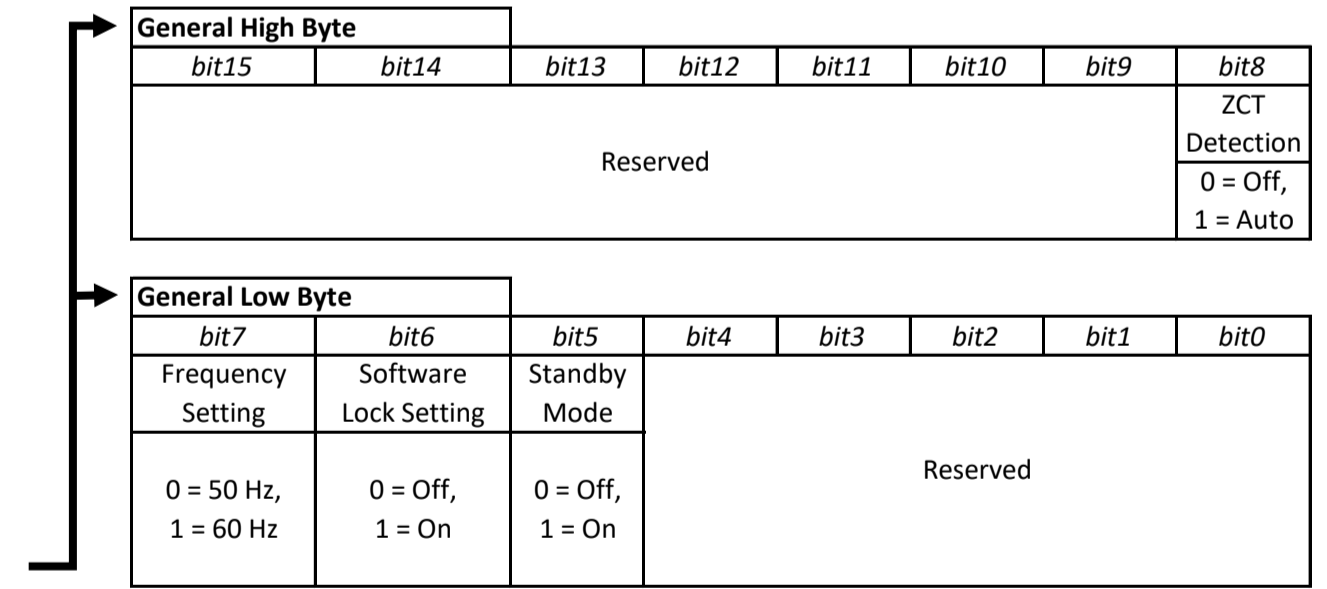 General High Byte
bit15 bit14 bit13 bit12 bit11 bit10 bit9 bit8
ZCT
Detection
Reserved
0 = Off,
1 = Auto
General Low Byte
bit7 bit6 bit5 bit4 bit3 bit2 bit1 bit0
Frequency Software Standby
Setting Lock Setting Mode
Reserved
0 = 50 Hz, 0 = Off, 0 = Off,
1 = 60 Hz 1 = On 1 = On